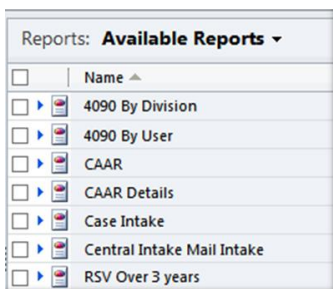 Reports: Available Reports
Name
4090 By Division
4090 By User
CAAR
CAAR Details
Case Intake
Central Intake Mail Intake
RSV Over 3 years